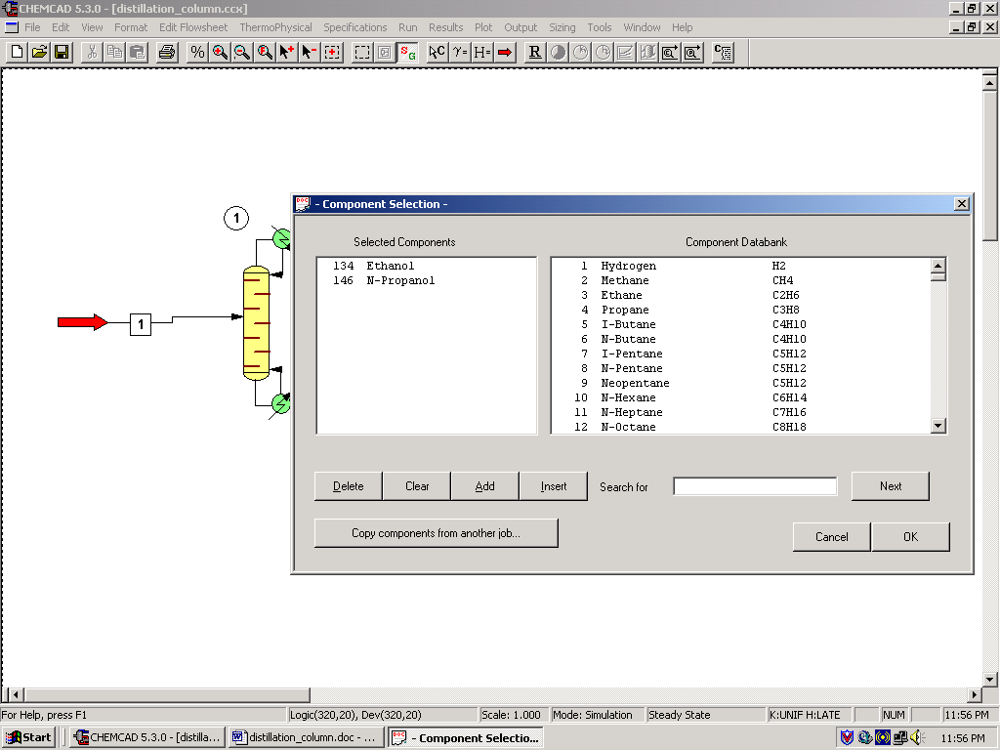 CHEMCAD 5.3.0 - [distillation_column.ccx]
File Edit View Format Edit Flowsheet ThermoPhysical Specifications Run Results Plot Output Sizing Tools Window Help
% S G C γ= H= R C
1
- Component Selection -
Selected Components Component Databank
134 Ethanol
146 N-Propanol
1 Hydrogen H2
2 Methane CH4
3 Ethane C2H6
4 Propane C3H8
5 I-Butane C4H10
6 N-Butane C4H10
7 I-Pentane C5H12
8 N-Pentane C5H12
9 Neopentane C5H12
10 N-Hexane C6H14
11 N-Heptane C7H16
12 N-Octane C8H18
1
Delete Clear Add Insert Search for Next
Copy components from another job... Cancel OK
For Help, press F1 Logic(320,20), Dev(320,20) Scale: 1.000 Mode: Simulation Steady State K:UNIF H:LATE NUM 11:56 PM
Start CHEMCAD 5.3.0 - [distilla... distillation_column.doc - ... - Component Selectio... 11:56 PM